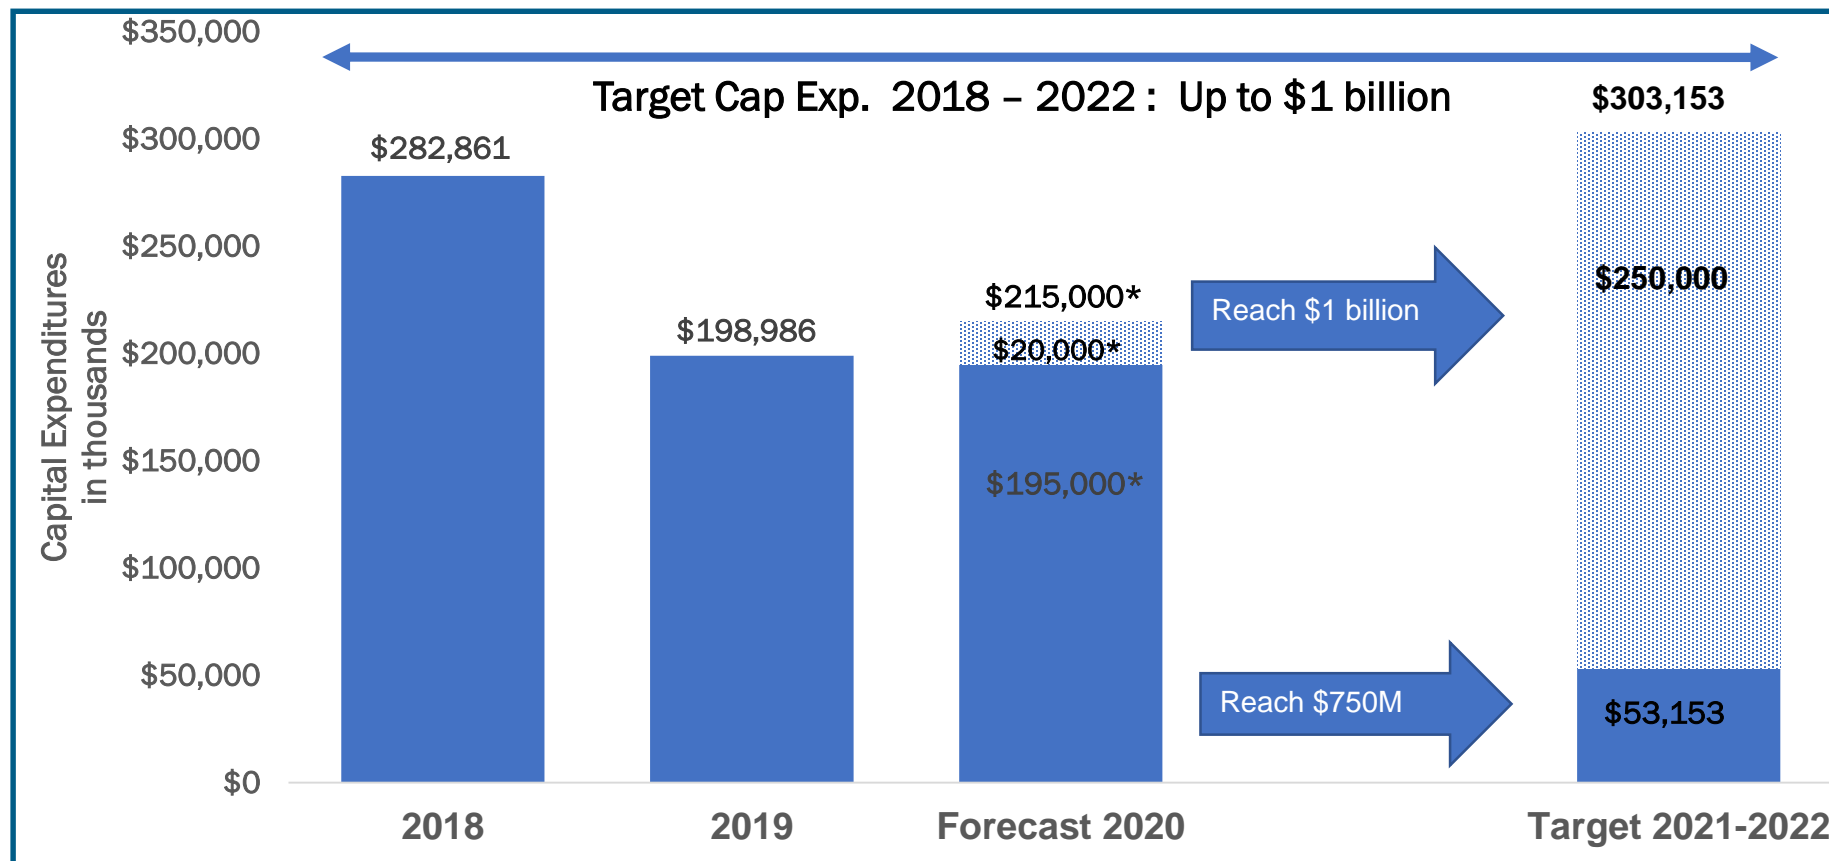 $350,000
Target Cap Exp.  2018 – 2022 :  Up to $1 billion
$303,153
$300,000
$282,861
$250,000
$250,000
$215,000*
Reach $1 billion
$198,986
$200,000
$20,000*
Capital Expenditures
in thousands
$150,000
$195,000*
$100,000
$50,000
Reach $750M
$53,153
$0
2018
2019
Forecast 2020
Target 2021-2022